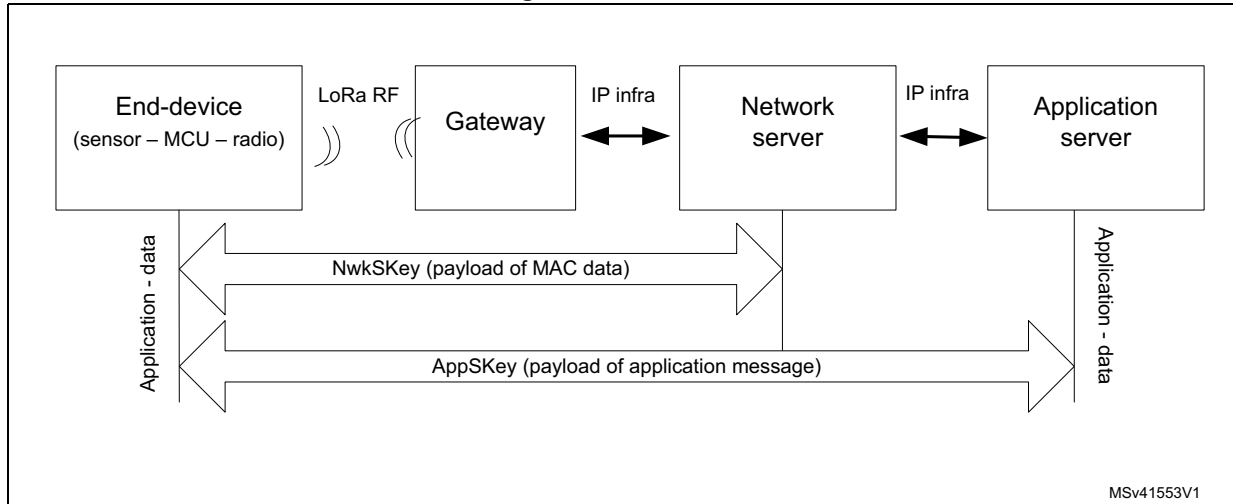 End-device
(sensor – MCU – radio)
LoRa RF
Gateway
IP infra
Network
server
IP infra
Application
server
NwkSKey (payload of MAC data)
Application - data
Application - data
AppSKey (payload of application message)
MSv41553V1